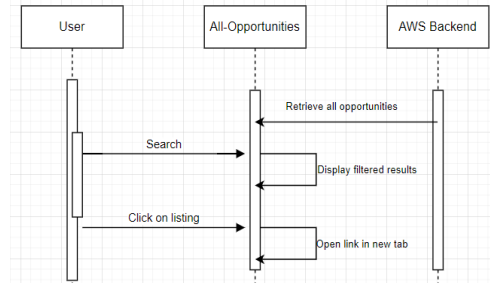 User
All-Opportunities
AWS Backend
Retrieve all opportunities
Search
Display filtered results
Click on listing
Open link in new tab